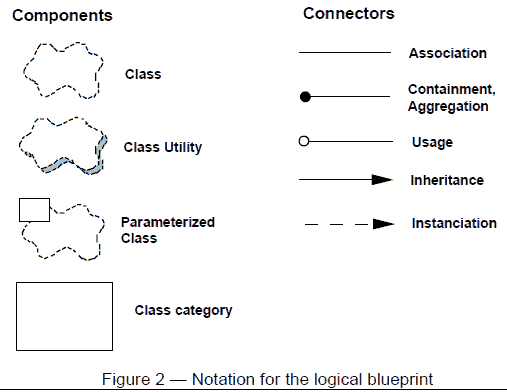 Components
Class
Class Utility
Parameterized
Class
Class category
Connectors
Association
Containment,
Aggregation
Usage
Inheritance
Instanciation
Figure 2 — Notation for the logical blueprint